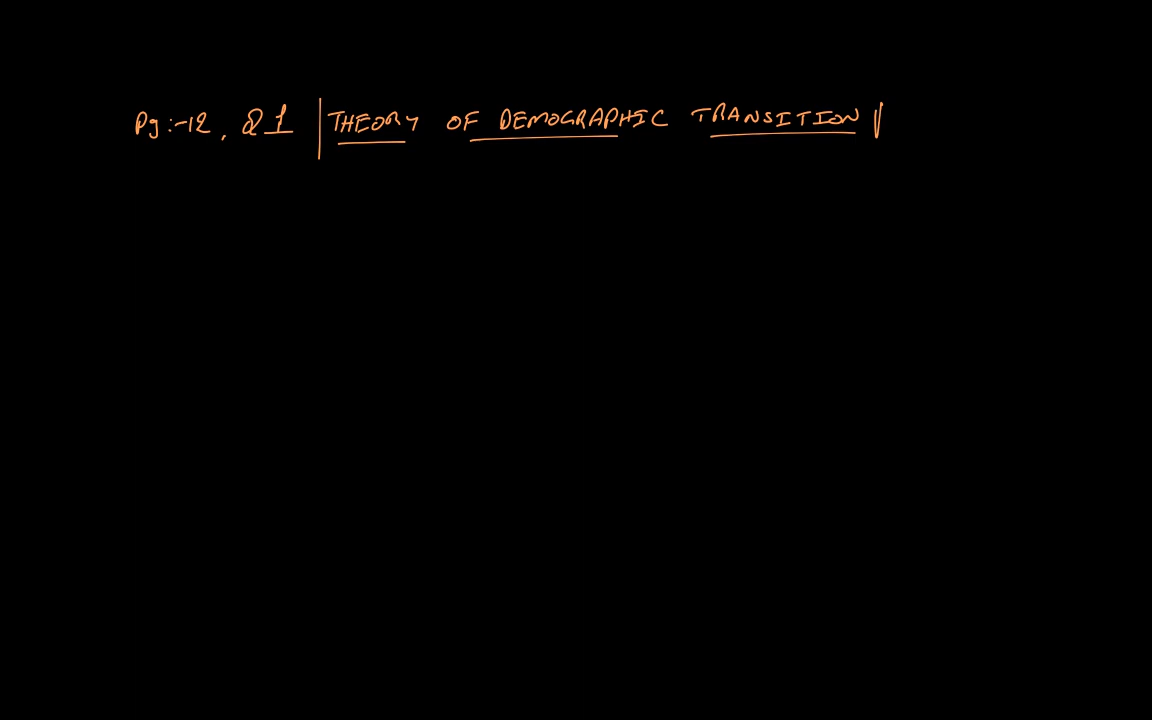 Pg:-12, Q1 | THEORY OF DEMOGRAPHIC TRANSITION ||